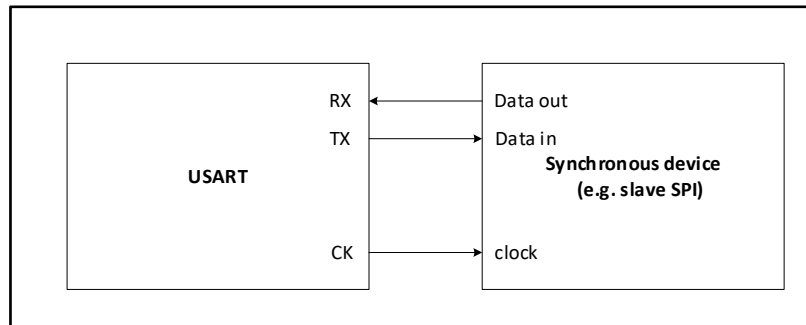 RX
Data out
TX
Data in
USART
Synchronous device
(e.g. slave SPI)
CK
clock